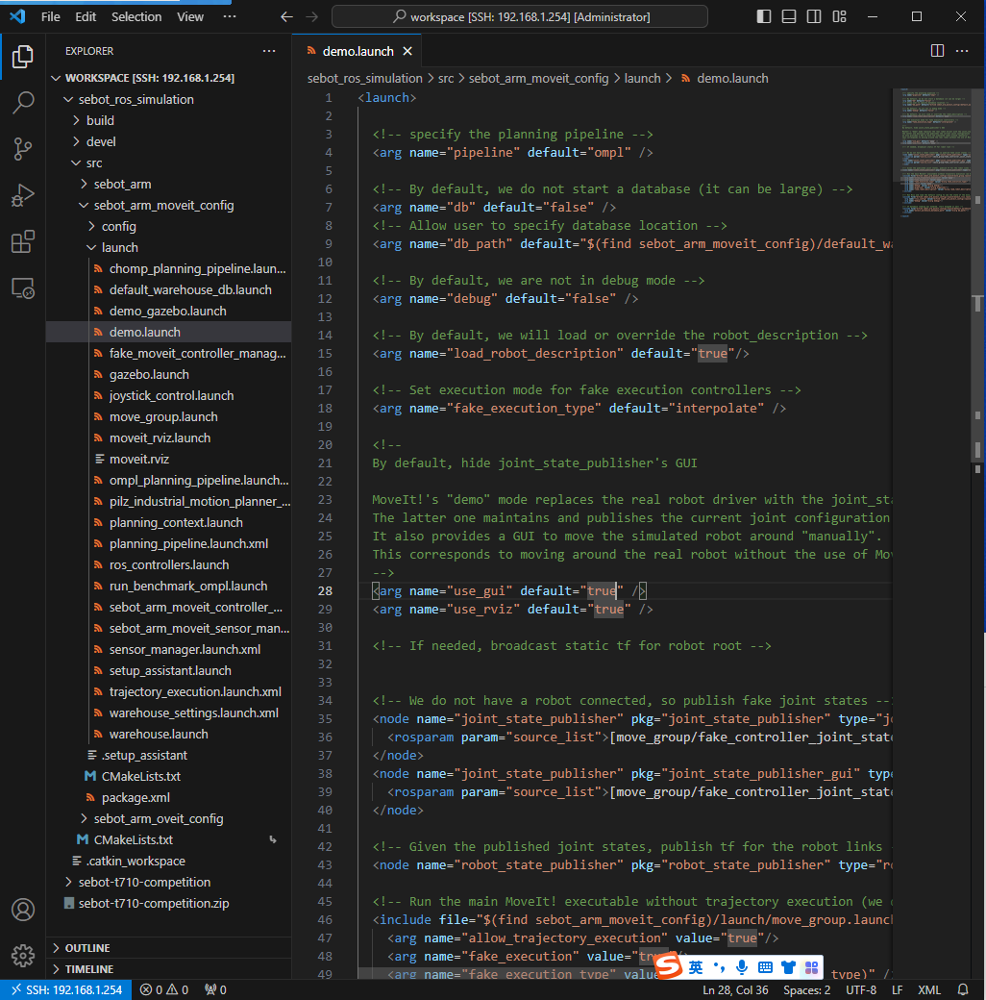 File Edit Selection View ··· workspace [SSH: 192.168.1.254] [Administrator]
EXPLORER ···
WORKSPACE [SSH: 192.168.1.254]
sebot_ros_simulation
build
devel
src
sebot_arm
sebot_arm_moveit_config
config
launch
chomp_planning_pipeline.laun...
default_warehouse_db.launch
demo_gazebo.launch
demo.launch
fake_moveit_controller_manag...
gazebo.launch
joystick_control.launch
move_group.launch
moveit_rviz.launch
moveit.rviz
ompl_planning_pipeline.launch...
pilz_industrial_motion_planner_...
planning_context.launch
planning_pipeline.launch.xml
ros_controllers.launch
run_benchmark_ompl.launch
sebot_arm_moveit_controller_...
sebot_arm_moveit_sensor_man...
sensor_manager.launch.xml
setup_assistant.launch
trajectory_execution.launch.xml
warehouse_settings.launch.xml
warehouse.launch
.setup_assistant
CMakeLists.txt
package.xml
sebot_arm_oveit_config
CMakeLists.txt
.catkin_workspace
sebot-t710-competition
sebot-t710-competition.zip
OUTLINE
TIMELINE
demo.launch
sebot_ros_simulation > src > sebot_arm_moveit_config > launch > demo.launch
1 <launch>
2
3 <!-- specify the planning pipeline -->
4 <arg name="pipeline" default="ompl" />
5
6 <!-- By default, we do not start a database (it can be large) -->
7 <arg name="db" default="false" />
8 <!-- Allow user to specify database location -->
9 <arg name="db_path" default="$(find sebot_arm_moveit_config)/default_wa
10
11 <!-- By default, we are not in debug mode -->
12 <arg name="debug" default="false" />
13
14 <!-- By default, we will load or override the robot_description -->
15 <arg name="load_robot_description" default="true"/>
16
17 <!-- Set execution mode for fake execution controllers -->
18 <arg name="fake_execution_type" default="interpolate" />
19
20 <!--
21 By default, hide joint_state_publisher's GUI
22
23 MoveIt!'s "demo" mode replaces the real robot driver with the joint_sta
24 The latter one maintains and publishes the current joint configuration
25 It also provides a GUI to move the simulated robot around "manually".
26 This corresponds to moving around the real robot without the use of Mov
27 -->
28 <arg name="use_gui" default="true" />
29 <arg name="use_rviz" default="true" />
30
31 <!-- If needed, broadcast static tf for robot root -->
32
33
34 <!-- We do not have a robot connected, so publish fake joint states --
35 <node name="joint_state_publisher" pkg="joint_state_publisher" type="jo
36 <rosparam param="source_list">[move_group/fake_controller_joint_state
37 </node>
38 <node name="joint_state_publisher" pkg="joint_state_publisher_gui" typ
39 <rosparam param="source_list">[move_group/fake_controller_joint_state
40 </node>
41
42 <!-- Given the published joint states, publish tf for the robot links
43 <node name="robot_state_publisher" pkg="robot_state_publisher" type="ro
44
45 <!-- Run the main MoveIt! executable without trajectory execution (we
46 <include file="$(find sebot_arm_moveit_config)/launch/move_group.launch
47 <arg name="allow_trajectory_execution" value="true"/>
48 <arg name="fake_execution" value="true"/>
49 <arg name="fake_execution_type" value type)" /
英
SSH: 192.168.1.254 0 0 0 Ln 28, Col 36 Spaces: 2 UTF-8 LF XML